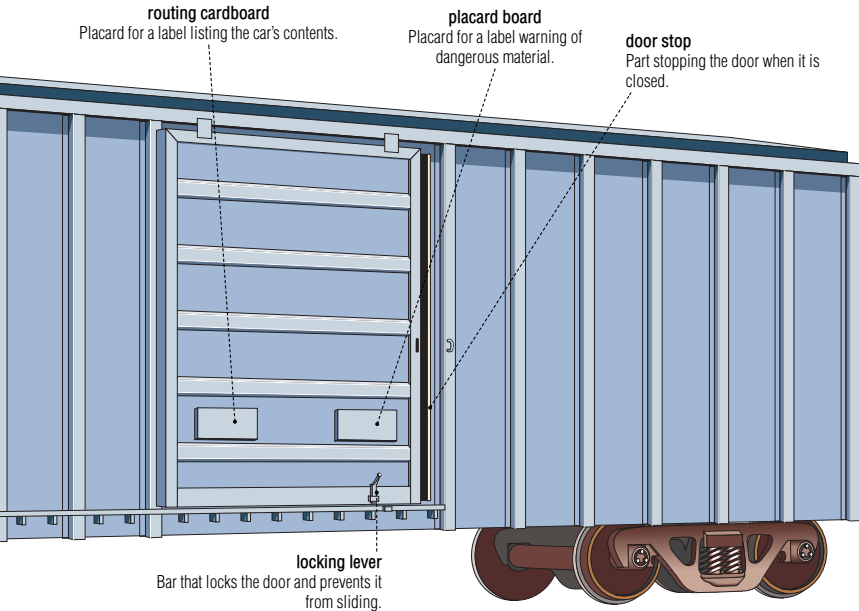 routing cardboard
Placard for a label listing the car's contents.
placard board
Placard for a label warning of
dangerous material.
door stop
Part stopping the door when it is
closed.
locking lever
Bar that locks the door and prevents it
from sliding.